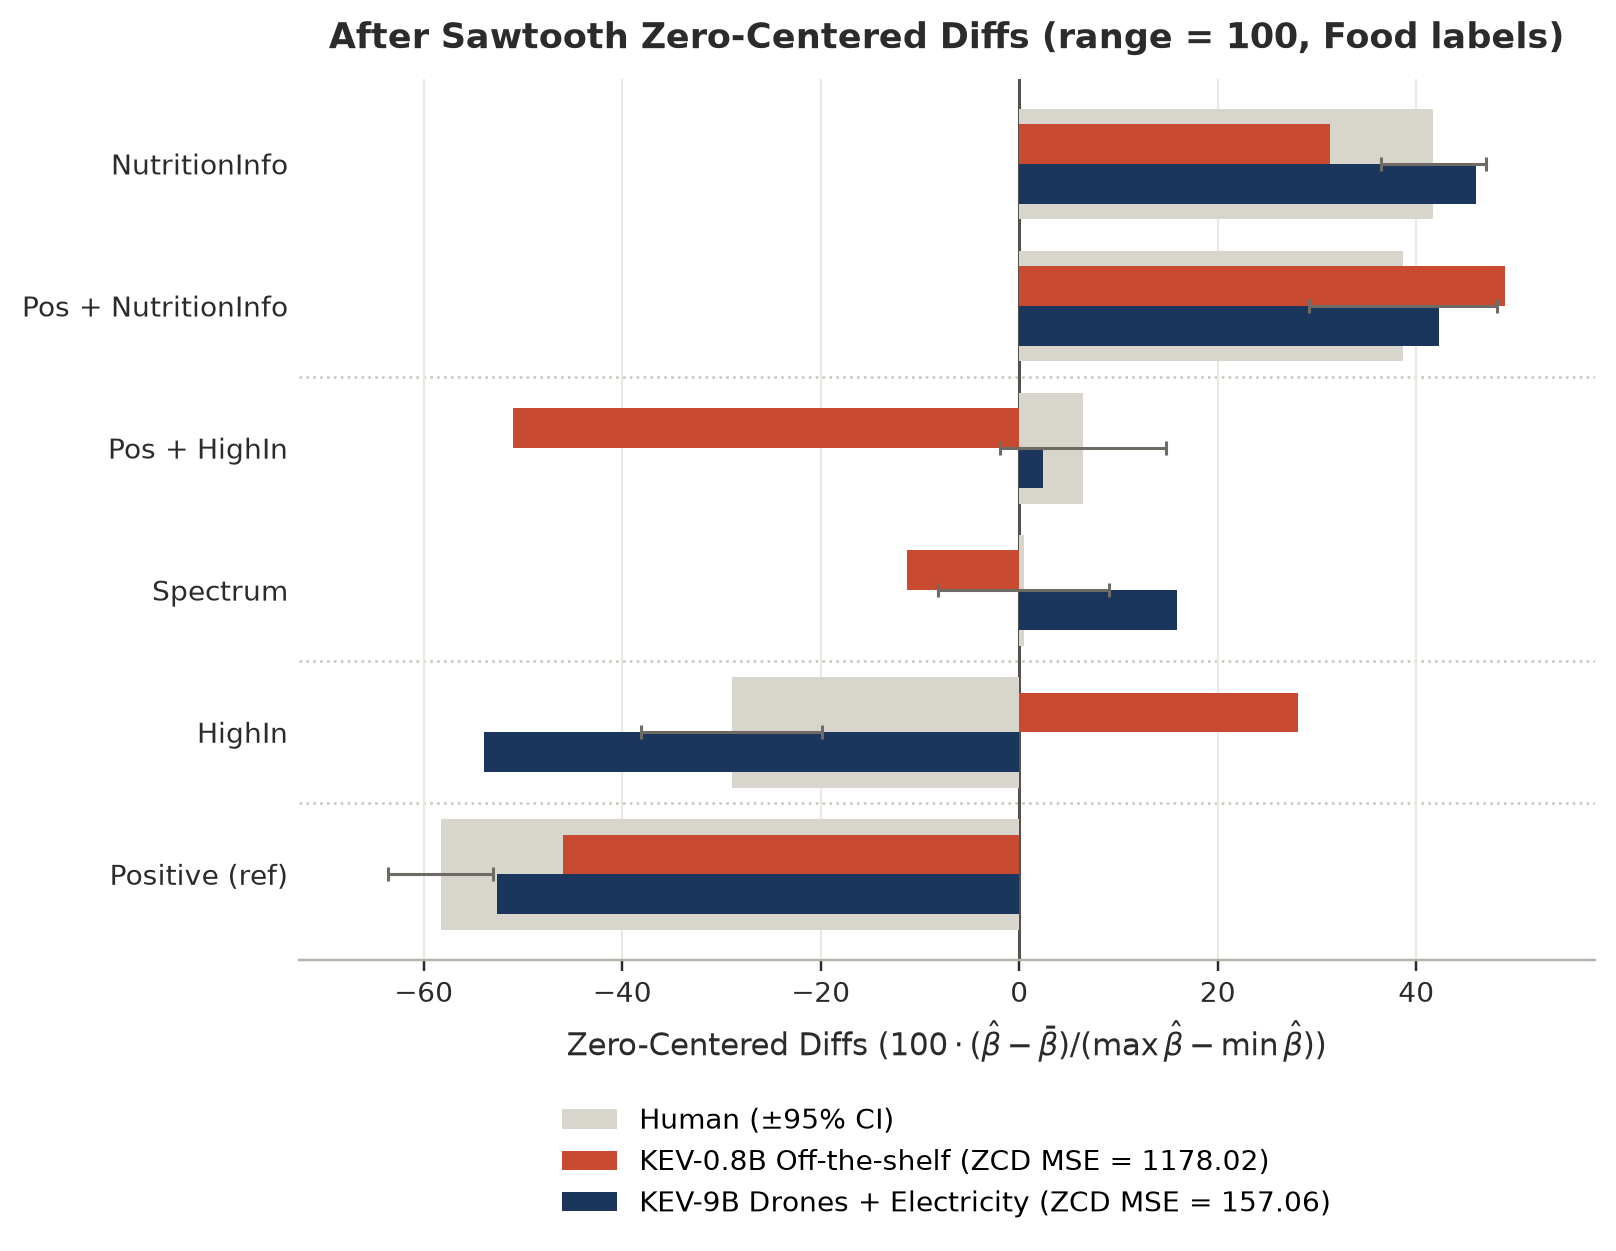 After Sawtooth Zero-Centered Diffs (range = 100, Food labels)
NutritionInfo
Pos + NutritionInfo
Pos + HighIn
Spectrum
HighIn
Positive (ref)
−60 −40 −20 0 20 40
Zero-Centered Diffs (100 · (β̂ − β̄)/(max β̂ − min β̂))
Human (±95% CI)
KEV-0.8B Off-the-shelf (ZCD MSE = 1178.02)
KEV-9B Drones + Electricity (ZCD MSE = 157.06)